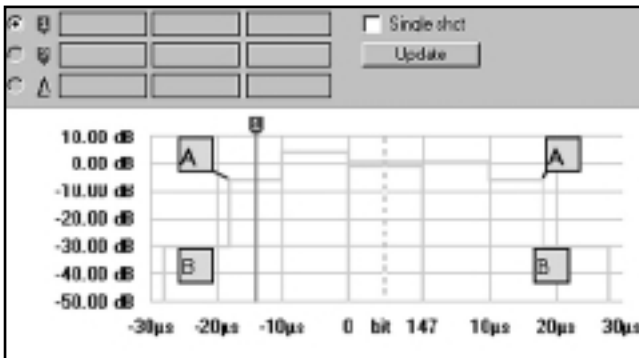 Single shot
Update
10.00 dB
A
A
0.00 dB
-10.00 dB
-20.00 dB
-30.00 dB
B
B
-40.00 dB
-50.00 dB
-30µs -20µs -10µs 0 bit 147 10µs 20µs 30µs